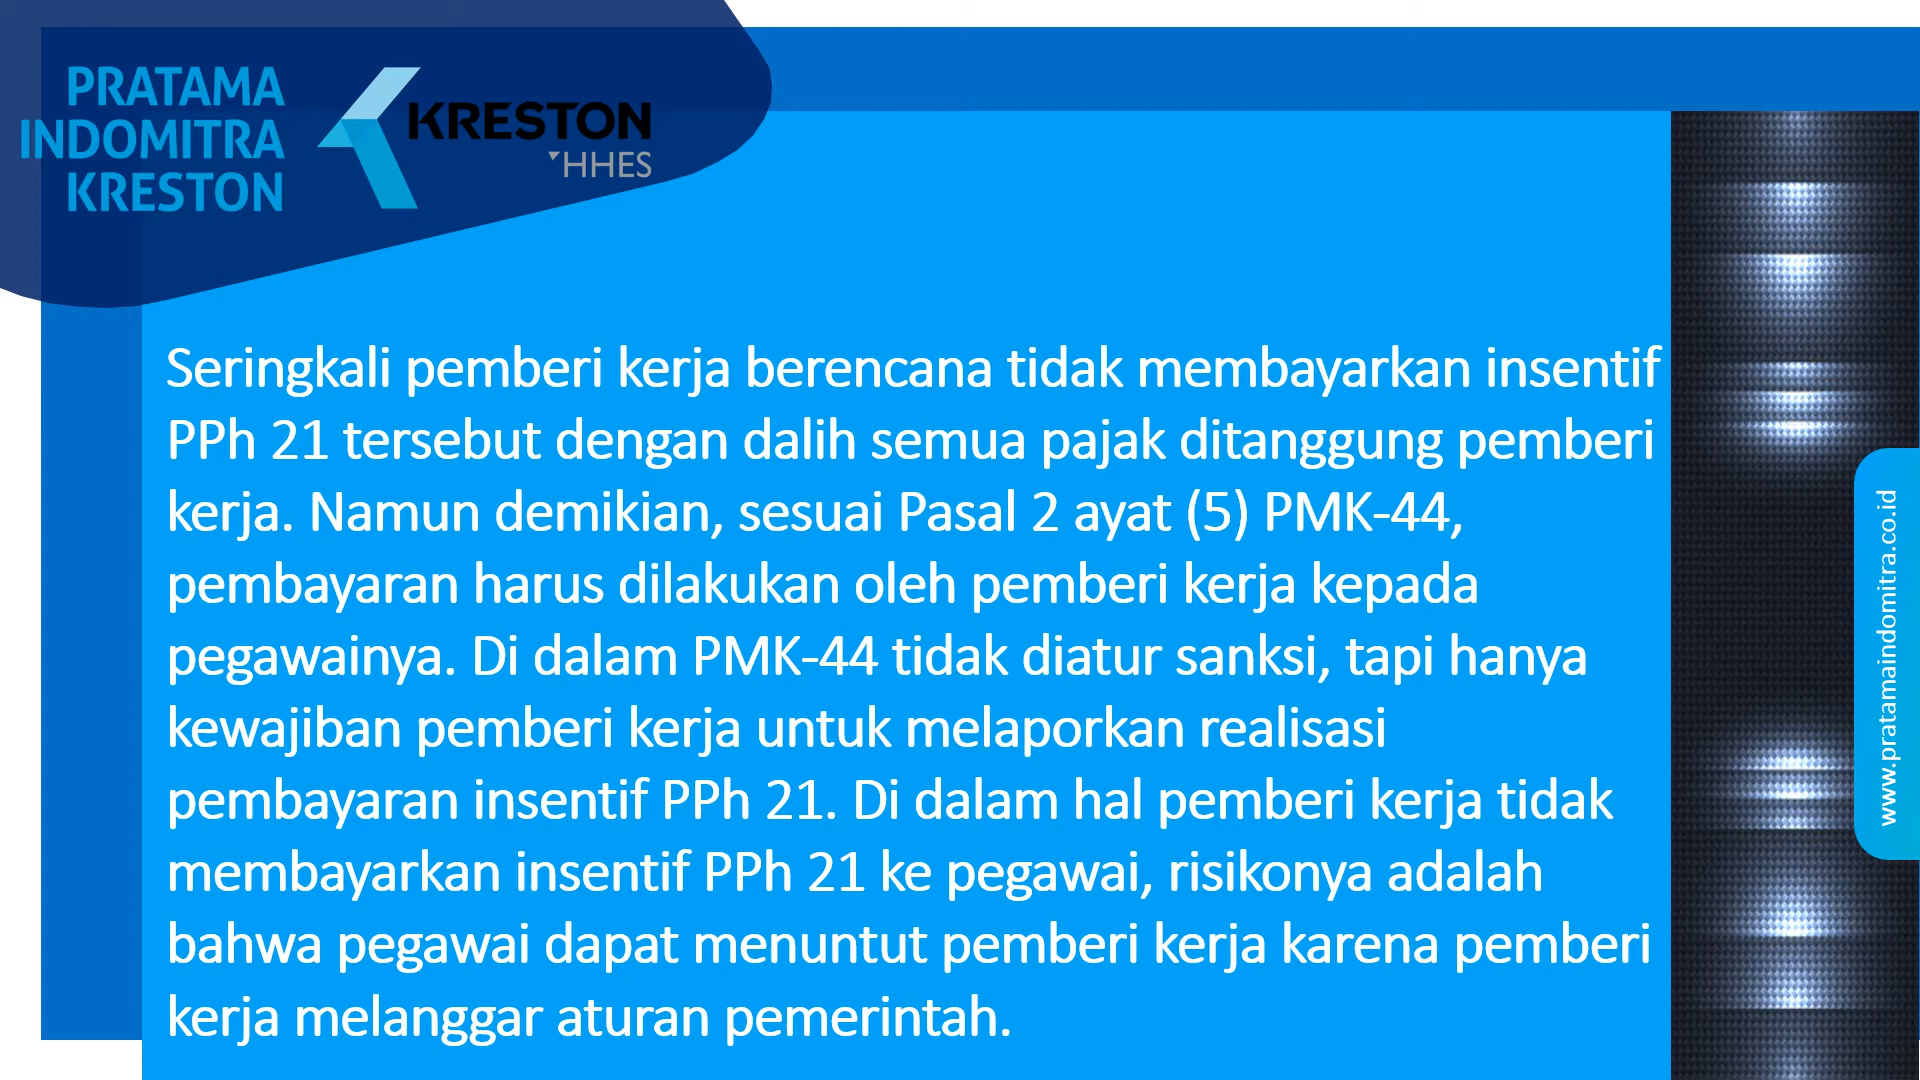 PRATAMA
INDOMITRA
KRESTON
KRESTON
HHES
Seringkali pemberi kerja berencana tidak membayarkan insentif
PPh 21 tersebut dengan dalih semua pajak ditanggung pemberi
kerja. Namun demikian, sesuai Pasal 2 ayat (5) PMK-44,
pembayaran harus dilakukan oleh pemberi kerja kepada
pegawainya. Di dalam PMK-44 tidak diatur sanksi, tapi hanya
kewajiban pemberi kerja untuk melaporkan realisasi
pembayaran insentif PPh 21. Di dalam hal pemberi kerja tidak
membayarkan insentif PPh 21 ke pegawai, risikonya adalah
bahwa pegawai dapat menuntut pemberi kerja karena pemberi
kerja melanggar aturan pemerintah.
www.pratamaindomitra.co.id